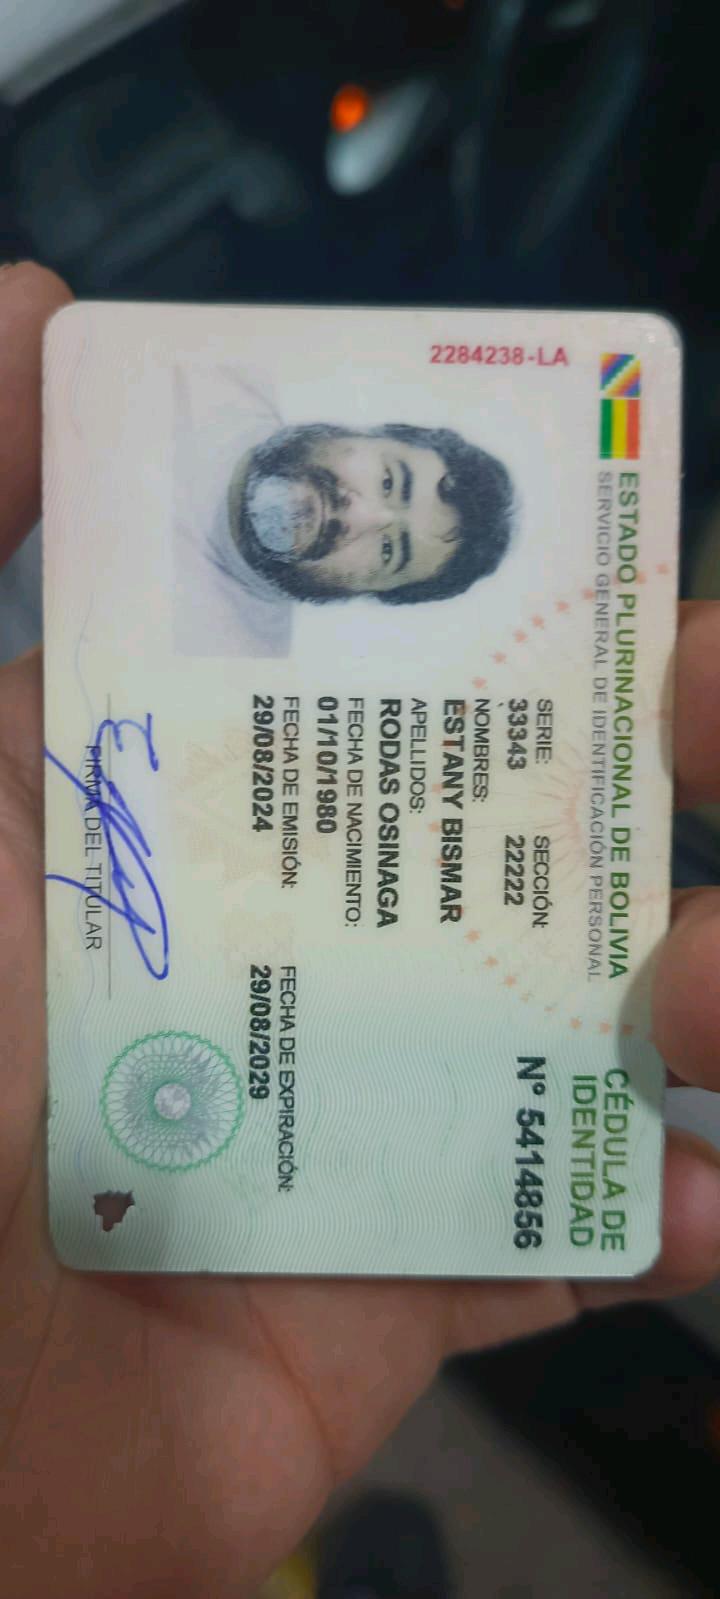 ESTADO PLURINACIONAL DE BOLIVIA
SERVICIO GENERAL DE IDENTIFICACIÓN PERSONAL
CÉDULA DE
IDENTIDAD
2284238-LA
Nº 5414856
SERIE: SECCIÓN:
33343 22222
NOMBRES:
ESTANY BISMAR
APELLIDOS:
RODAS OSINAGA
FECHA DE NACIMIENTO:
01/10/1980
FECHA DE EMISIÓN: FECHA DE EXPIRACIÓN:
29/08/2024 29/08/2029
FIRMA DEL TITULAR